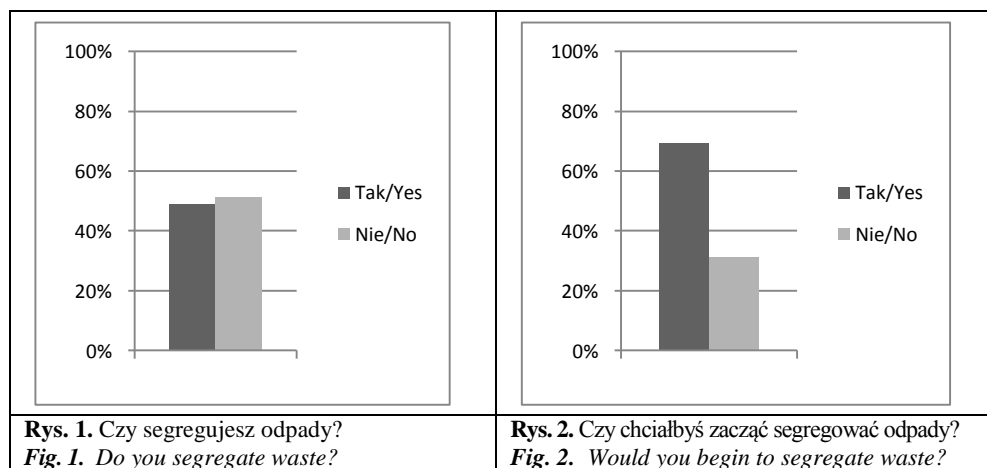 100%
80%
60%
40%
20%
0%
Tak/Yes
Nie/No
Rys. 1. Czy segregujesz odpady?
Fig. 1. Do you segregate waste?
100%
80%
60%
40%
20%
0%
Tak/Yes
Nie/No
Rys. 2. Czy chciałbyś zacząć segregować odpady?
Fig. 2. Would you begin to segregate waste?